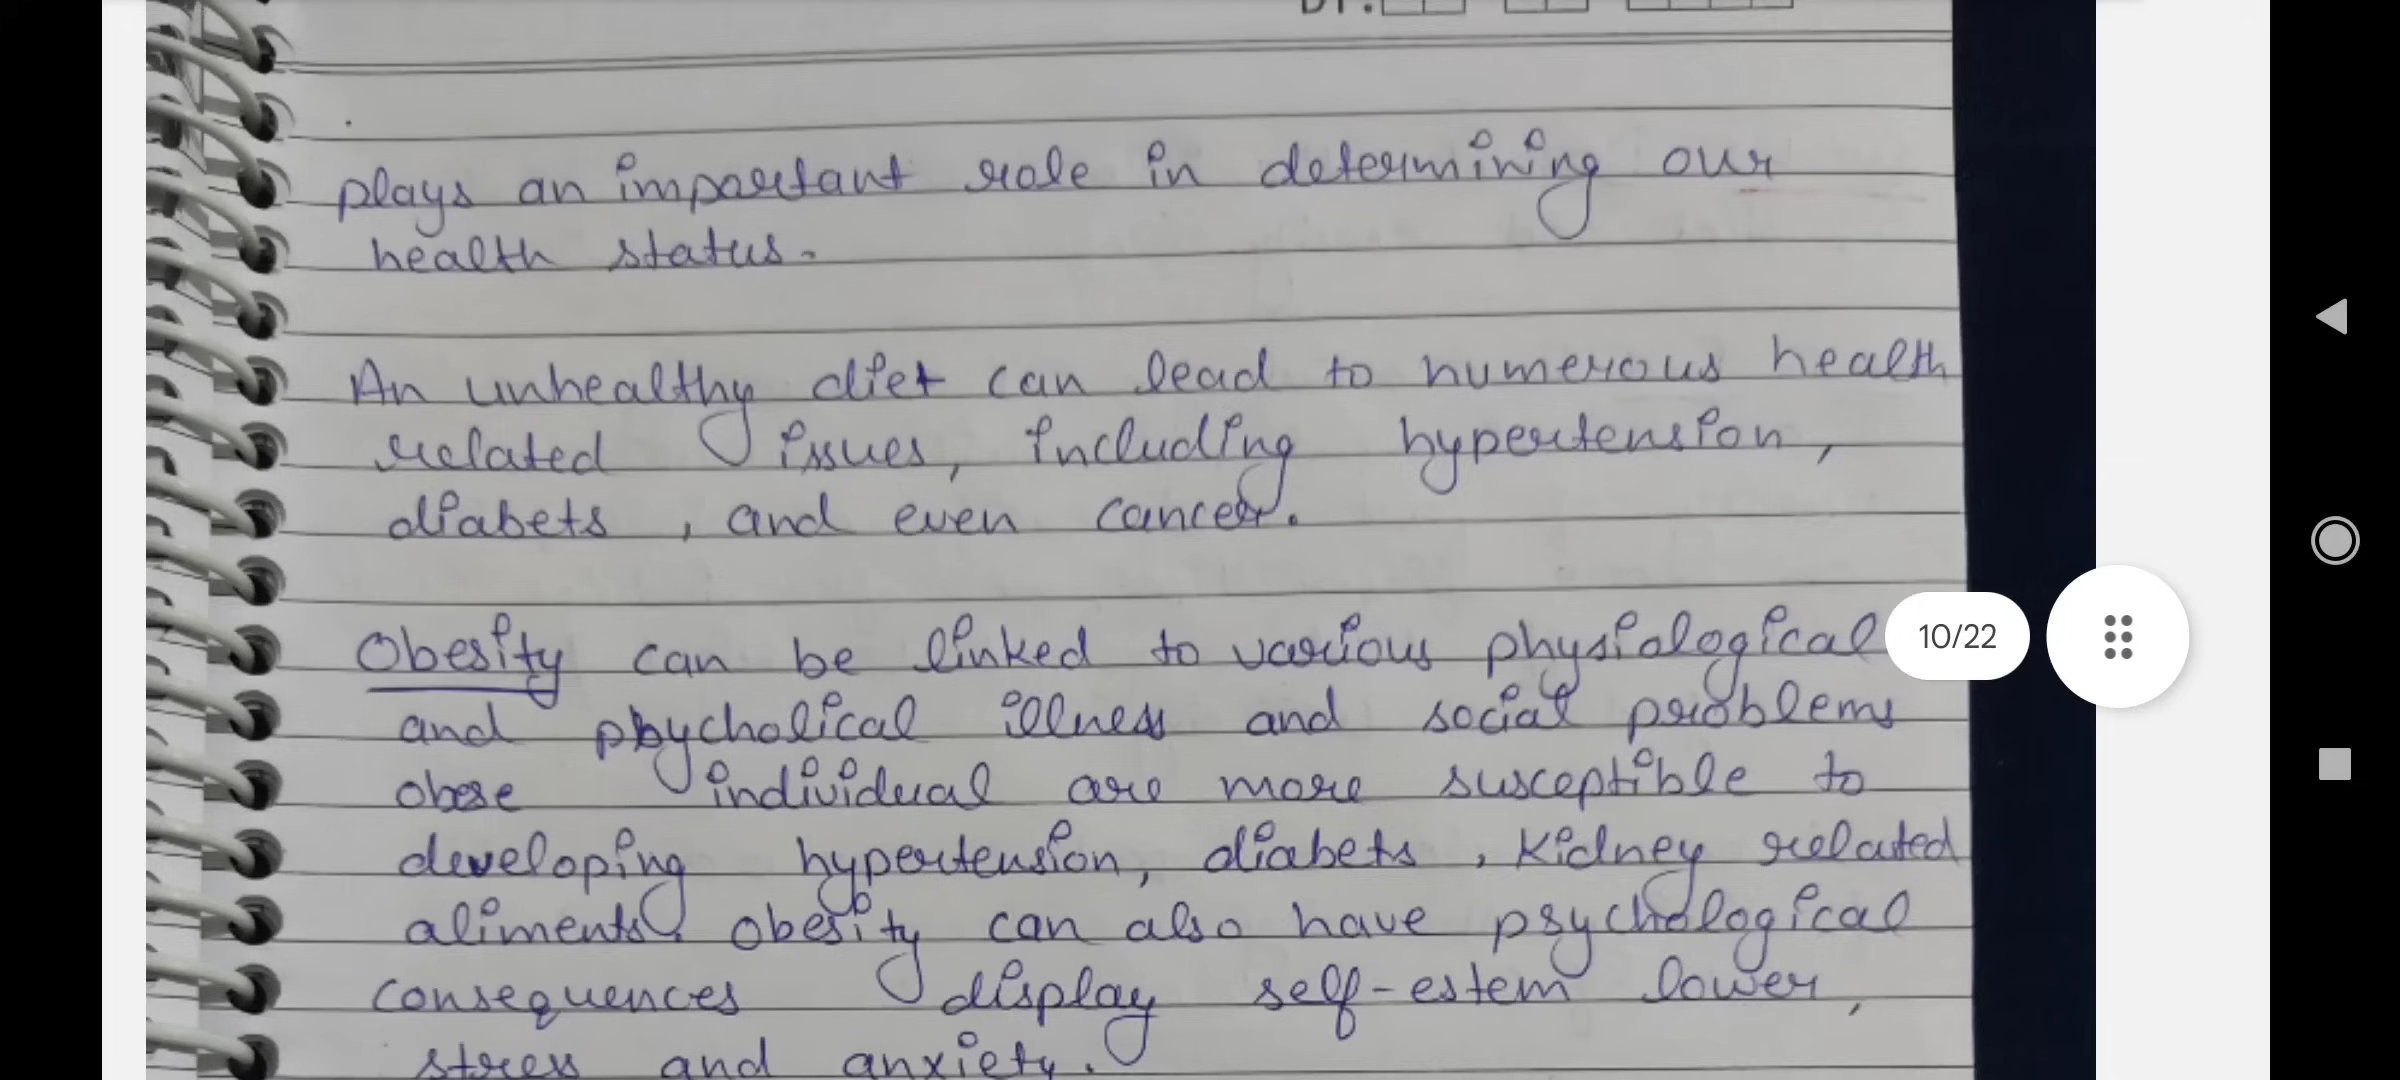 DT.:
plays an important role in determining our
health status.
An unhealthy diet can lead to numerous health
related issues, including hypertension,
diabets, and even cancer.
Obesity can be linked to various physiological
and psycholical illness and social problems
obese individual are more susceptible to
developing hypertension, diabets, Kidney related
aliments. obesity can also have psychological
consequences display self-estem lower,
stress and anxiety.
10/22